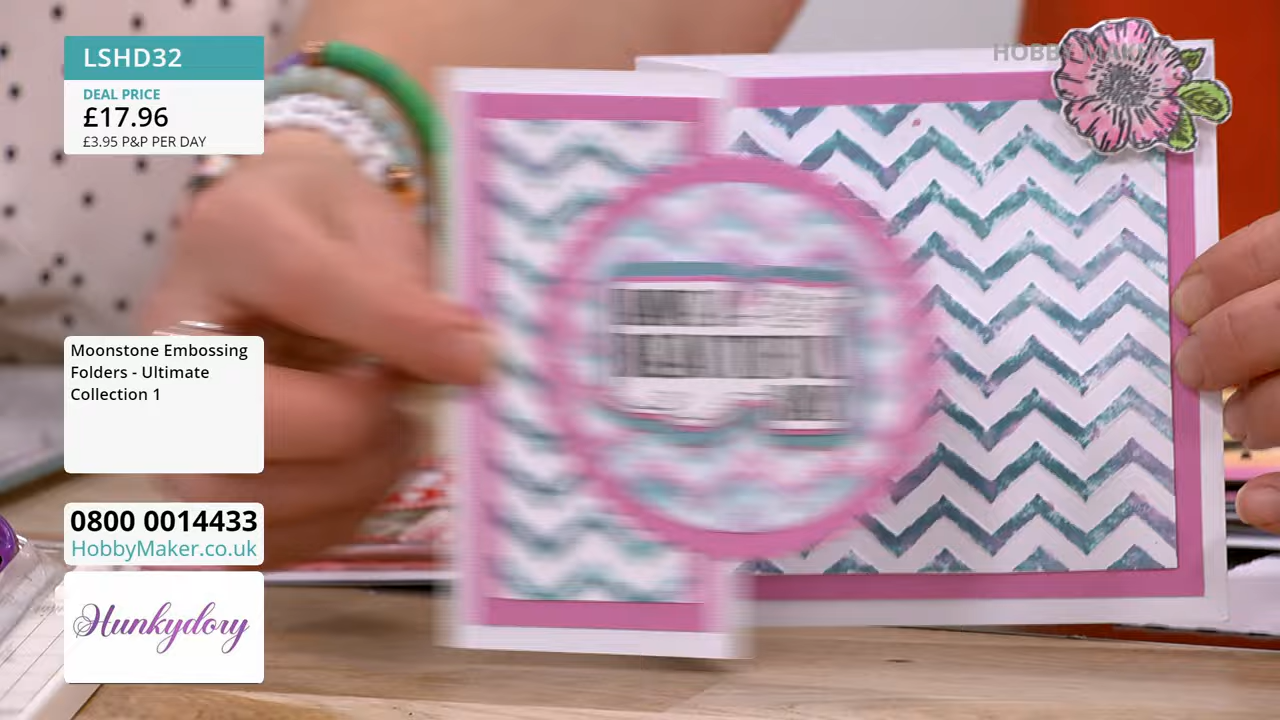 LSHD32
DEAL PRICE
£17.96
£3.95 P&P PER DAY
HOBBYMAKER
Moonstone Embossing
Folders - Ultimate
Collection 1
0800 0014433
HobbyMaker.co.uk
Hunkydory